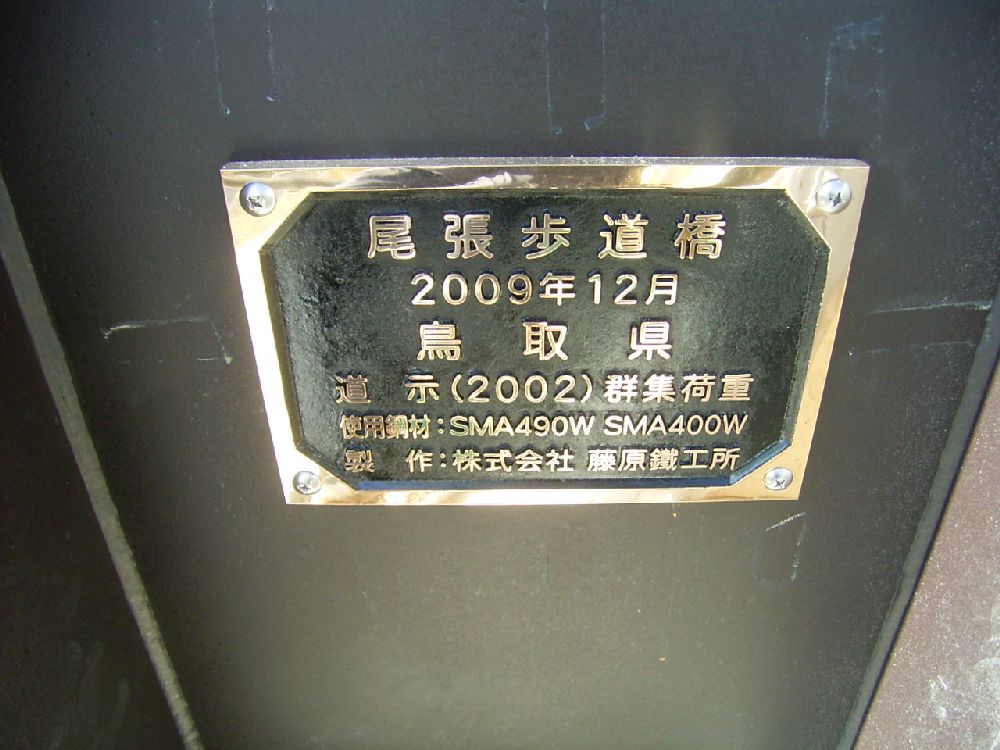 尾張歩道橋
2009年12月
鳥取県
道示(2002)群集荷重
使用鋼材:SMA490W SMA400W
製作:株式会社 藤原鐵工所